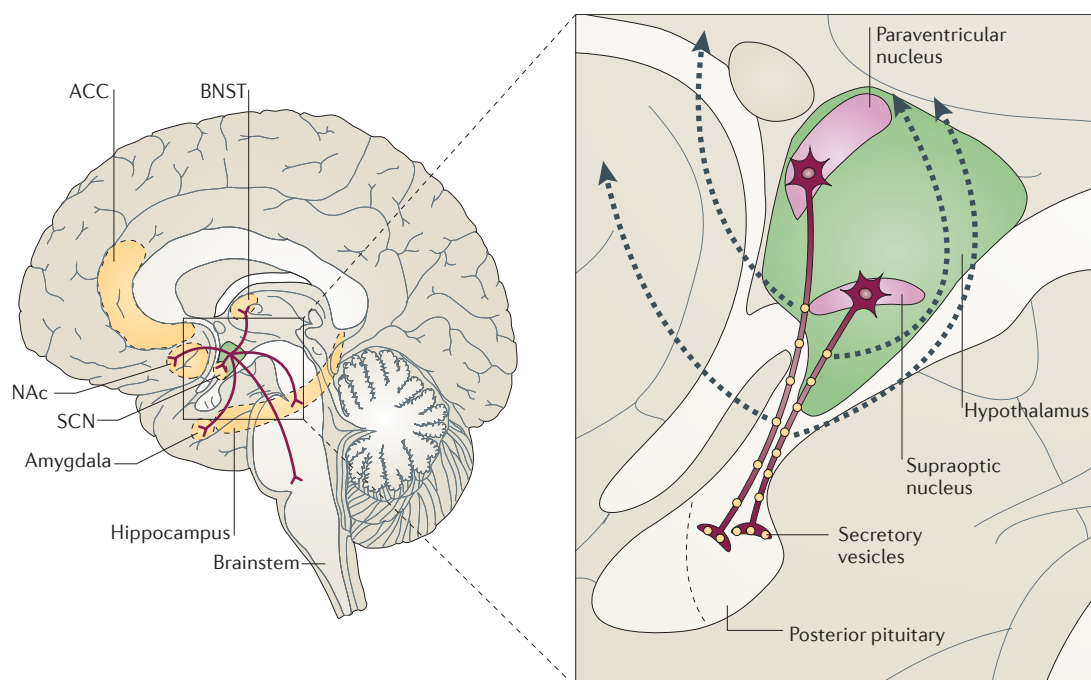 ACC
BNST
NAc
SCN
Amygdala
Hippocampus
Brainstem
Paraventricular
nucleus
Hypothalamus
Supraoptic
nucleus
Secretory
vesicles
Posterior pituitary